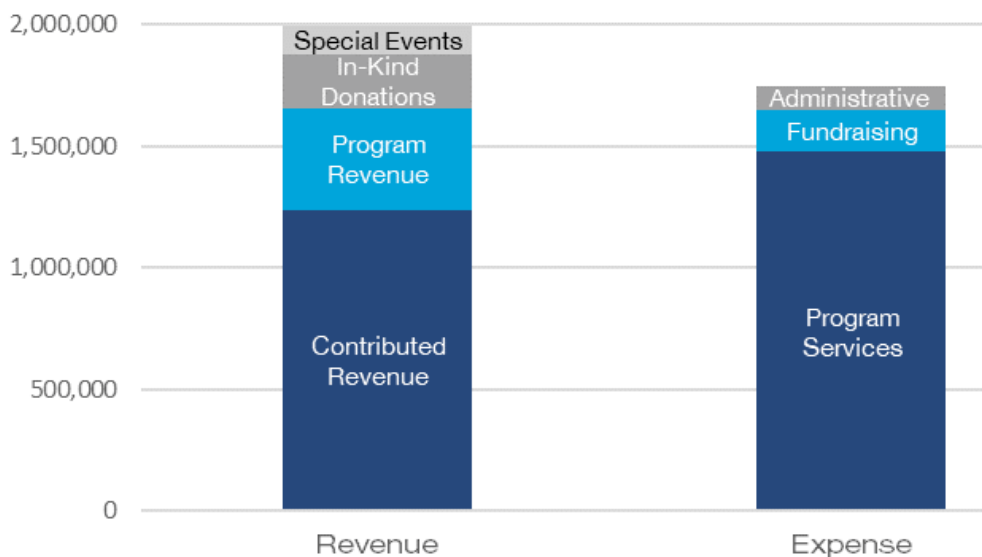 2,000,000
1,500,000
1,000,000
500,000
0
Special Events
In-Kind
Donations
Program
Revenue
Contributed
Revenue
Administrative
Fundraising
Program
Services
Revenue
Expense